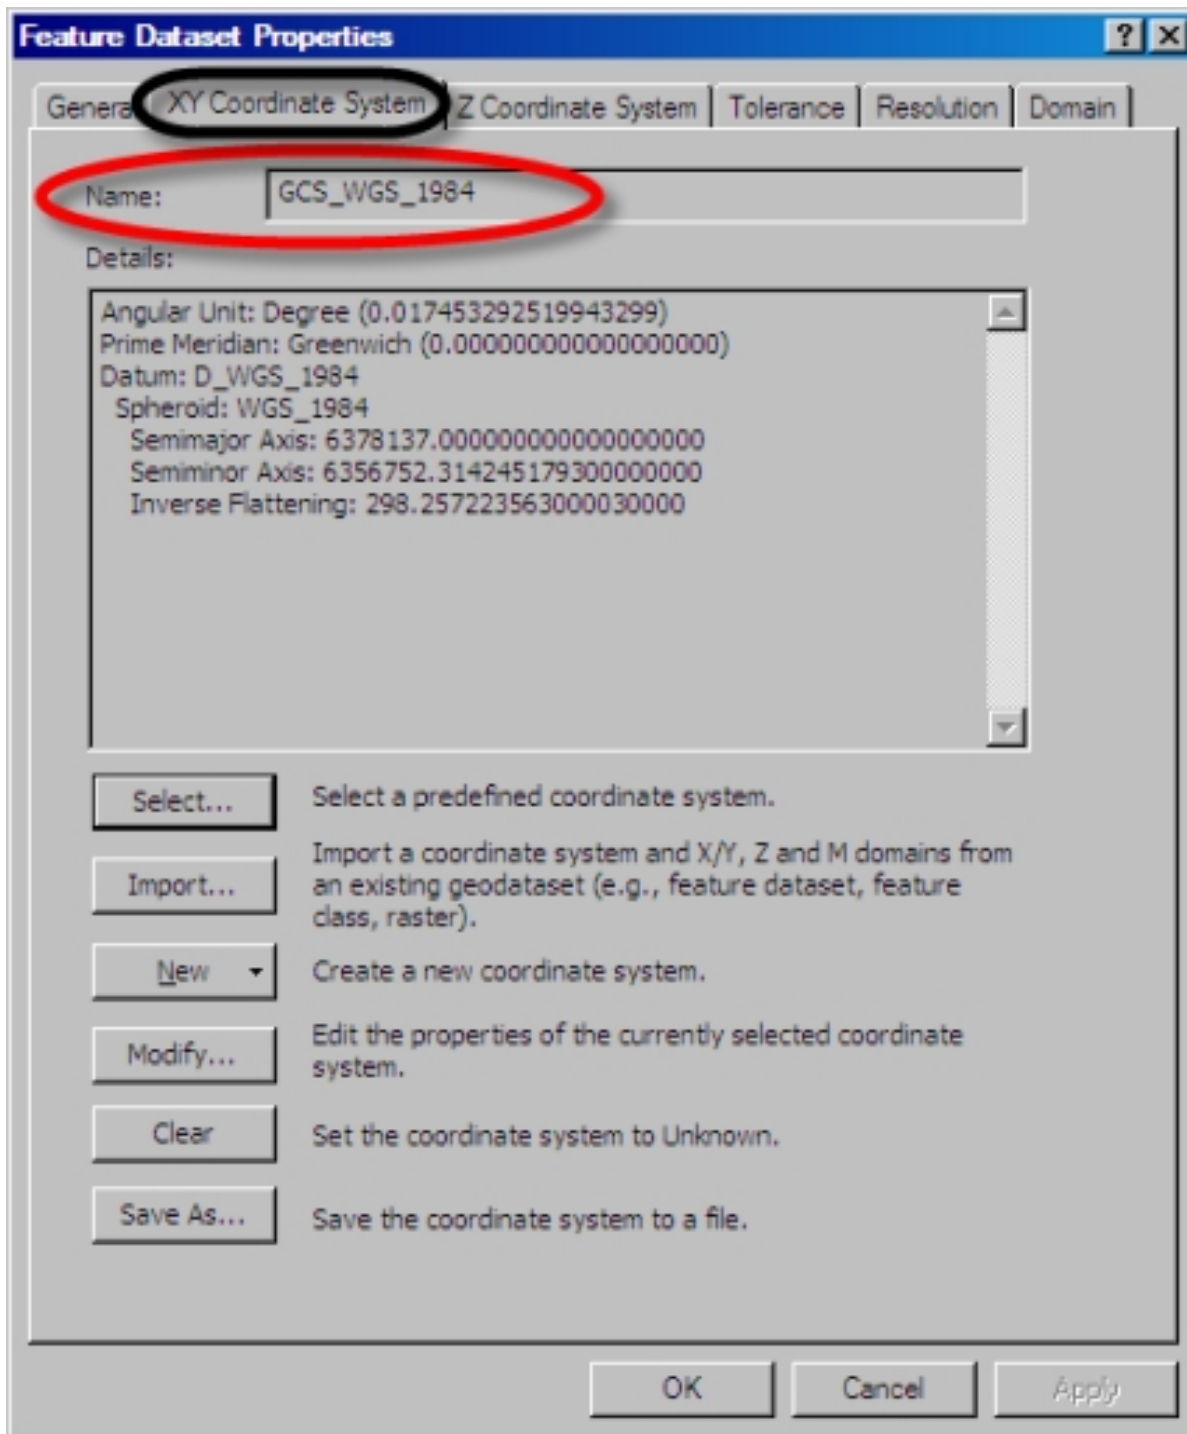 Feature Dataset Properties
General XY Coordinate System Z Coordinate System Tolerance Resolution Domain
Name: GCS_WGS_1984
Details:
Angular Unit: Degree (0.017453292519943299)
Prime Meridian: Greenwich (0.000000000000000000)
Datum: D_WGS_1984
Spheroid: WGS_1984
Semimajor Axis: 6378137.000000000000000000
Semiminor Axis: 6356752.314245179300000000
Inverse Flattening: 298.257223563000030000
Select... Select a predefined coordinate system.
Import... Import a coordinate system and X/Y, Z and M domains from
an existing geodataset (e.g., feature dataset, feature
class, raster).
New Create a new coordinate system.
Modify... Edit the properties of the currently selected coordinate
system.
Clear Set the coordinate system to Unknown.
Save As... Save the coordinate system to a file.
OK Cancel Apply